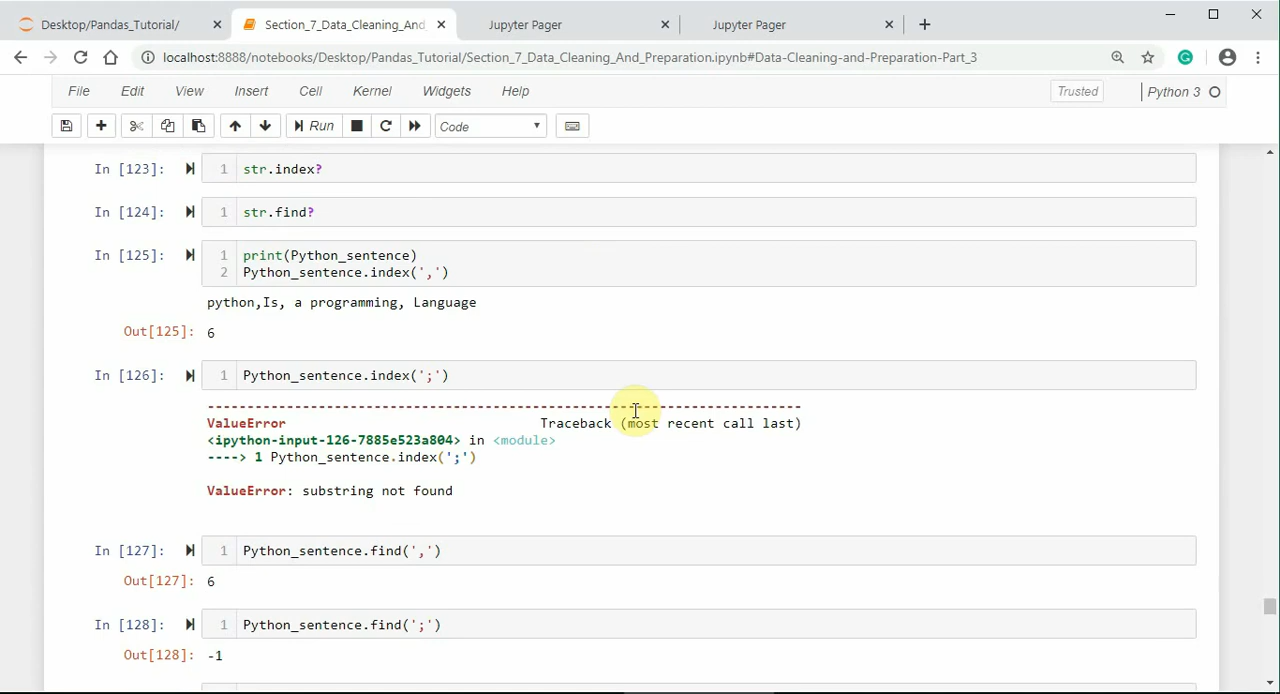 Desktop/Pandas_Tutorial/
Section_7_Data_Cleaning_And
Jupyter Pager
Jupyter Pager
localhost:8888/notebooks/Desktop/Pandas_Tutorial/Section_7_Data_Cleaning_And_Preparation.ipynb#Data-Cleaning-and-Preparation-Part_3
File Edit View Insert Cell Kernel Widgets Help Trusted Python 3
Run Code
In [123]: 1 str.index?
In [124]: 1 str.find?
In [125]: 1 print(Python_sentence)
2 Python_sentence.index(',')
python,Is, a programming, Language
Out[125]: 6
In [126]: 1 Python_sentence.index(';')
---------------------------------------------------------------------------
ValueError Traceback (most recent call last)
<ipython-input-126-7885e523a804> in <module>
----> 1 Python_sentence.index(';')
ValueError: substring not found
In [127]: 1 Python_sentence.find(',')
Out[127]: 6
In [128]: 1 Python_sentence.find(';')
Out[128]: -1